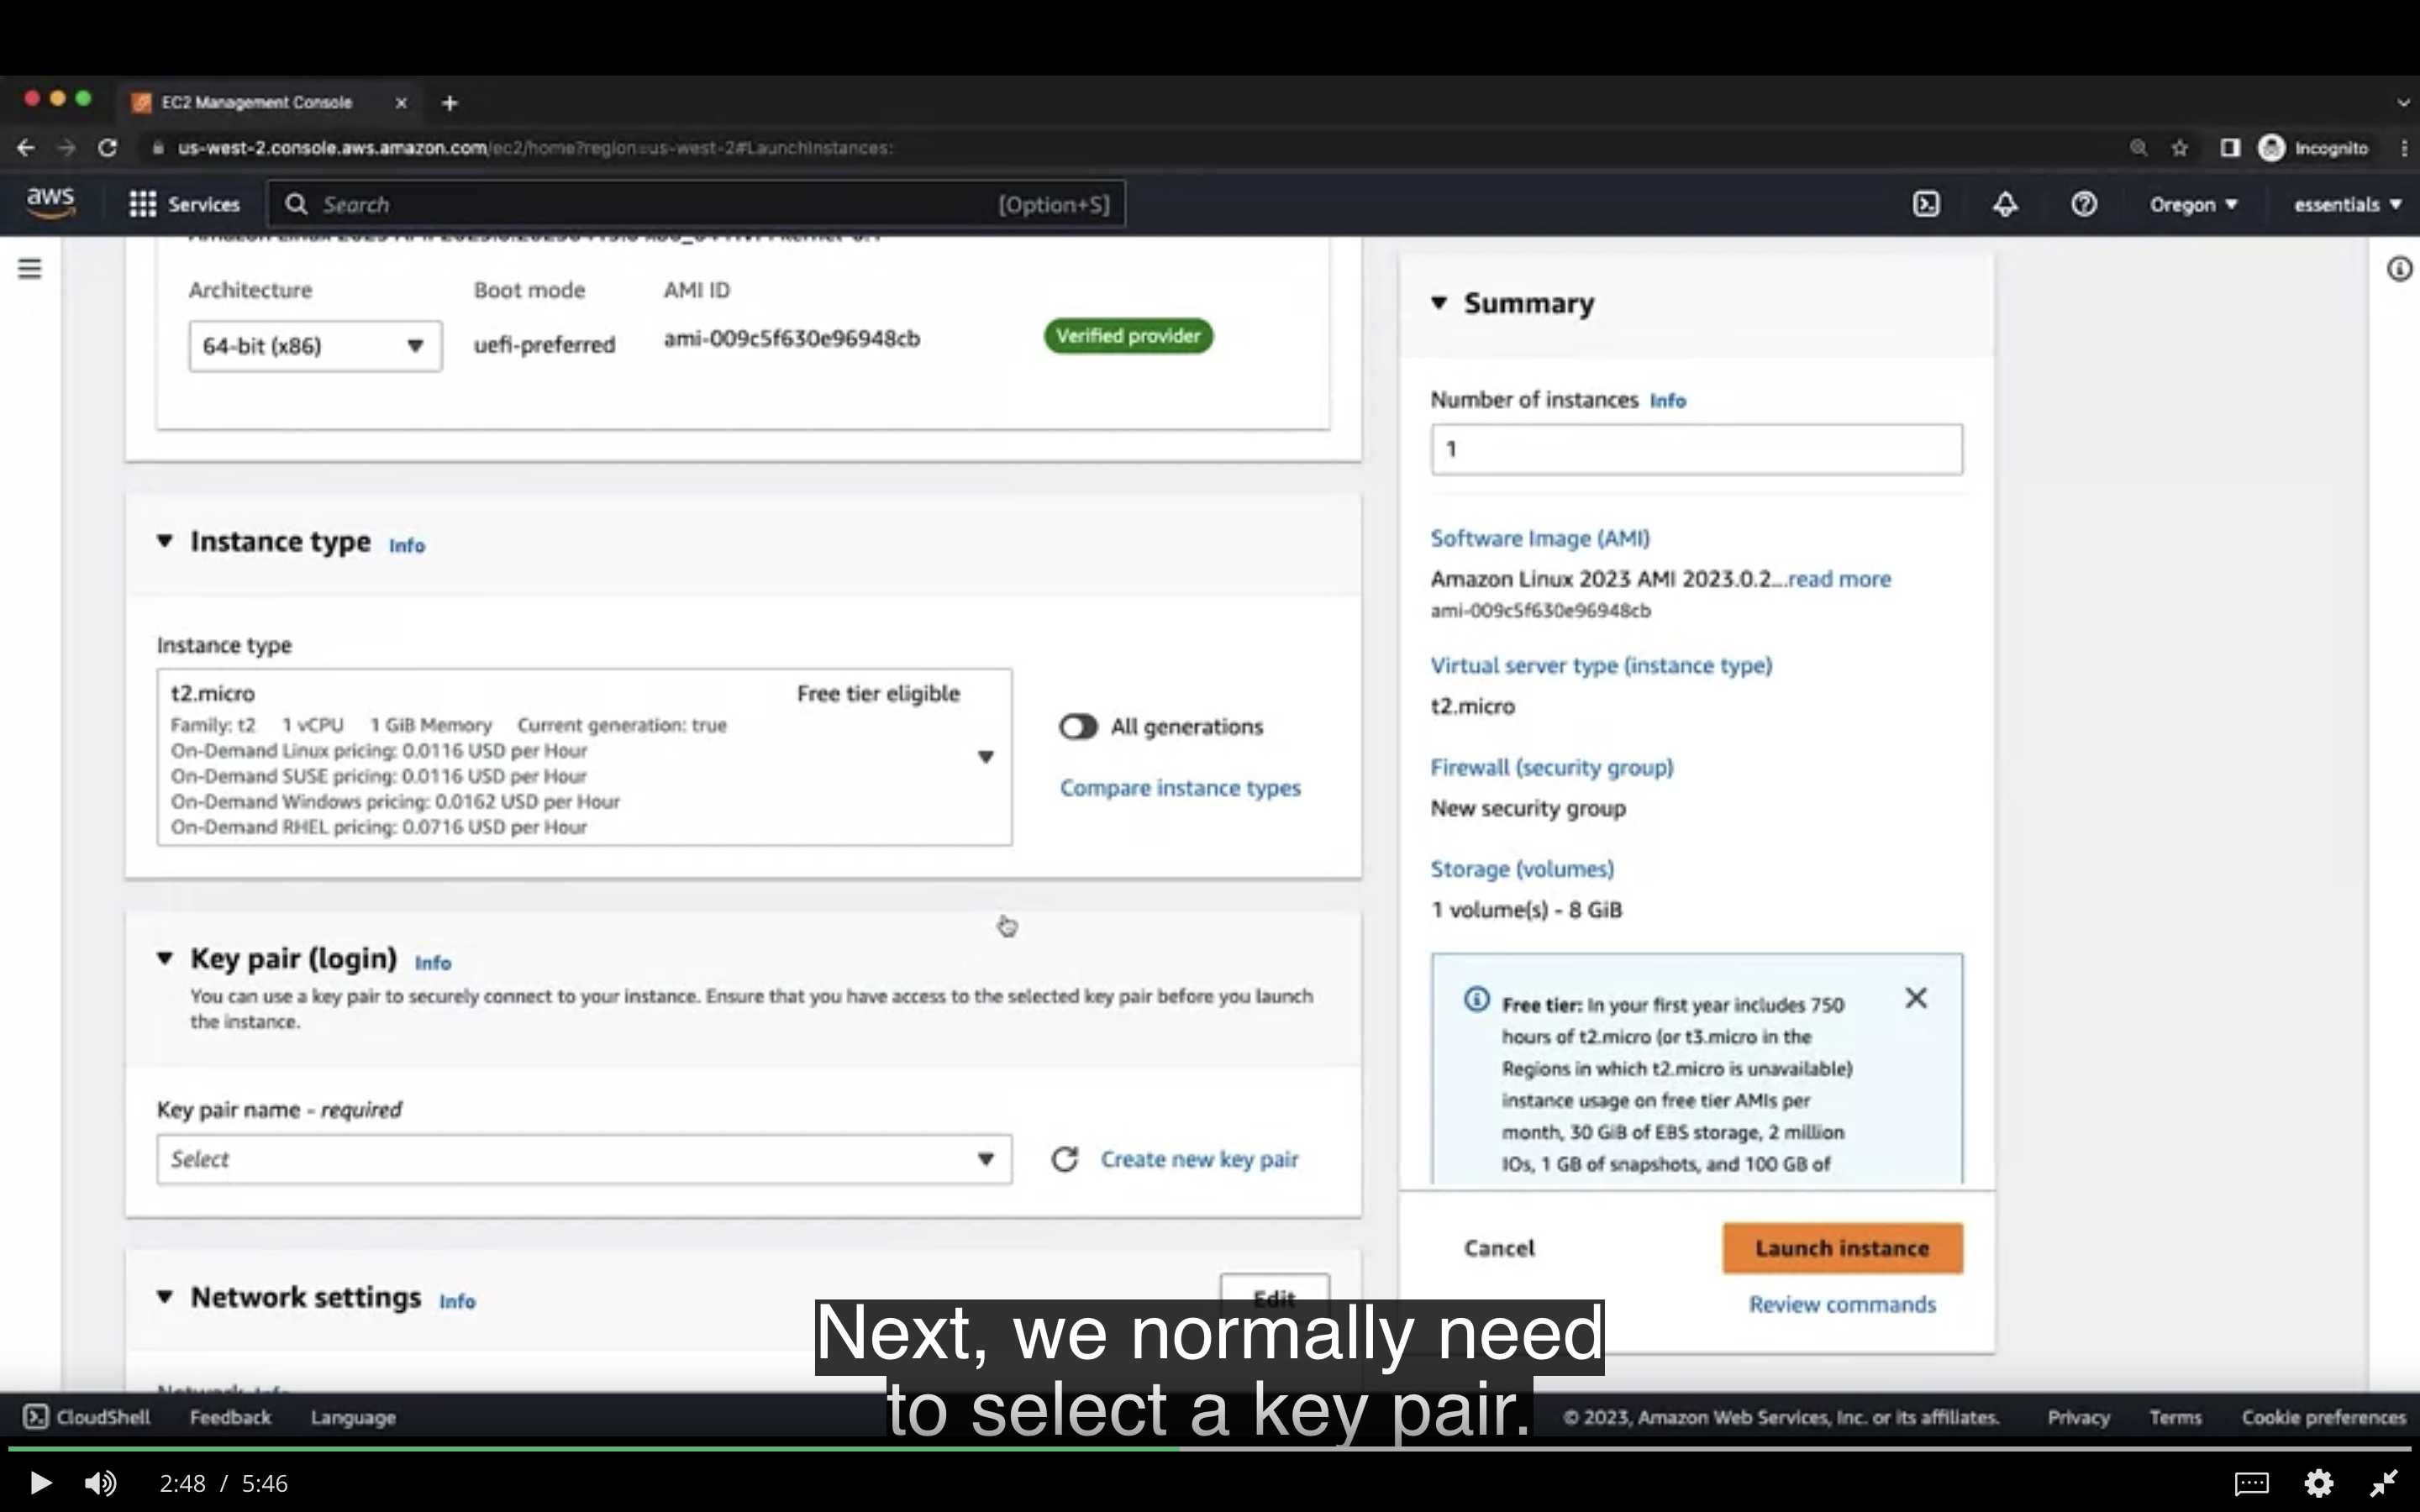 EC2 Management Console
us-west-2.console.aws.amazon.com/ec2/home?region=us-west-2#LaunchInstances:
Incognito
aws
Services
Search
[Option+S]
Oregon
essentials
Architecture
Boot mode
AMI ID
64-bit (x86)
uefi-preferred
ami-009c5f630e96948cb
Verified provider
Instance type Info
Instance type
t2.micro
Free tier eligible
Family: t2 1 vCPU 1 GiB Memory Current generation: true
On-Demand Linux pricing: 0.0116 USD per Hour
On-Demand SUSE pricing: 0.0116 USD per Hour
On-Demand Windows pricing: 0.0162 USD per Hour
On-Demand RHEL pricing: 0.0716 USD per Hour
All generations
Compare instance types
Key pair (login) Info
You can use a key pair to securely connect to your instance. Ensure that you have access to the selected key pair before you launch
the instance.
Key pair name - required
Select
Create new key pair
Network settings Info
Edit
Summary
Number of instances Info
1
Software Image (AMI)
Amazon Linux 2023 AMI 2023.0.2...read more
ami-009c5f630e96948cb
Virtual server type (instance type)
t2.micro
Firewall (security group)
New security group
Storage (volumes)
1 volume(s) - 8 GiB
Free tier: In your first year includes 750
hours of t2.micro (or t3.micro in the
Regions in which t2.micro is unavailable)
instance usage on free tier AMIs per
month, 30 GiB of EBS storage, 2 million
IOs, 1 GB of snapshots, and 100 GB of
Cancel
Launch instance
Review commands
Next, we normally need
to select a key pair.
CloudShell
Feedback
Language
© 2023, Amazon Web Services, Inc. or its affiliates.
Privacy
Terms
Cookie preferences
2:48 / 5:46